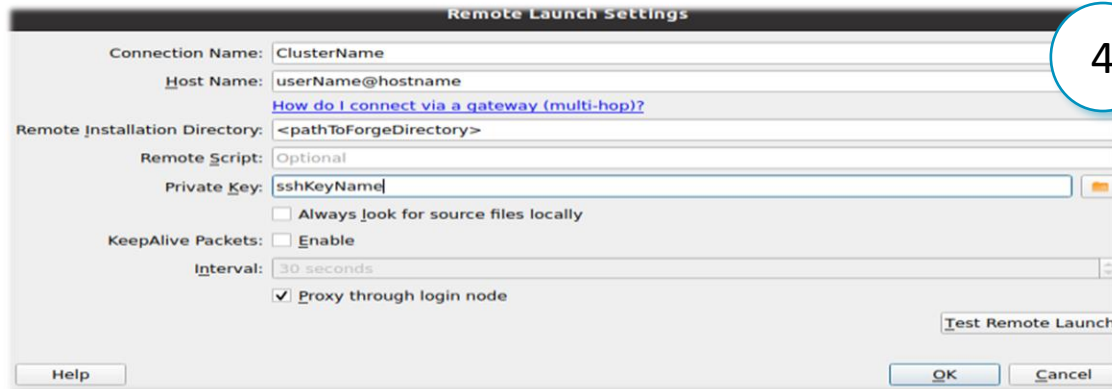 Remote Launch Settings
4
Connection Name: ClusterName
Host Name: userName@hostname
How do I connect via a gateway (multi-hop)?
Remote Installation Directory: <pathToForgeDirectory>
Remote Script: Optional
Private Key: sshKeyName
Always look for source files locally
KeepAlive Packets: Enable
Interval: 30 seconds
Proxy through login node
Test Remote Launch
Help OK Cancel